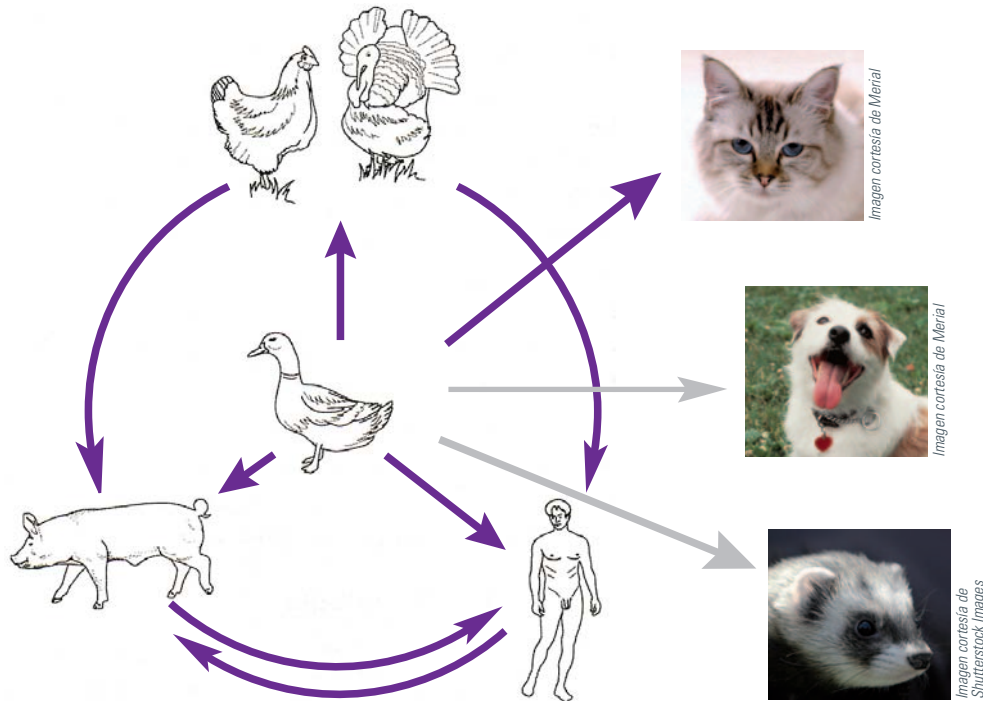 Imagen cortesía de Merial
Imagen cortesía de Merial
Imagen cortesía de
Shutterstock Images